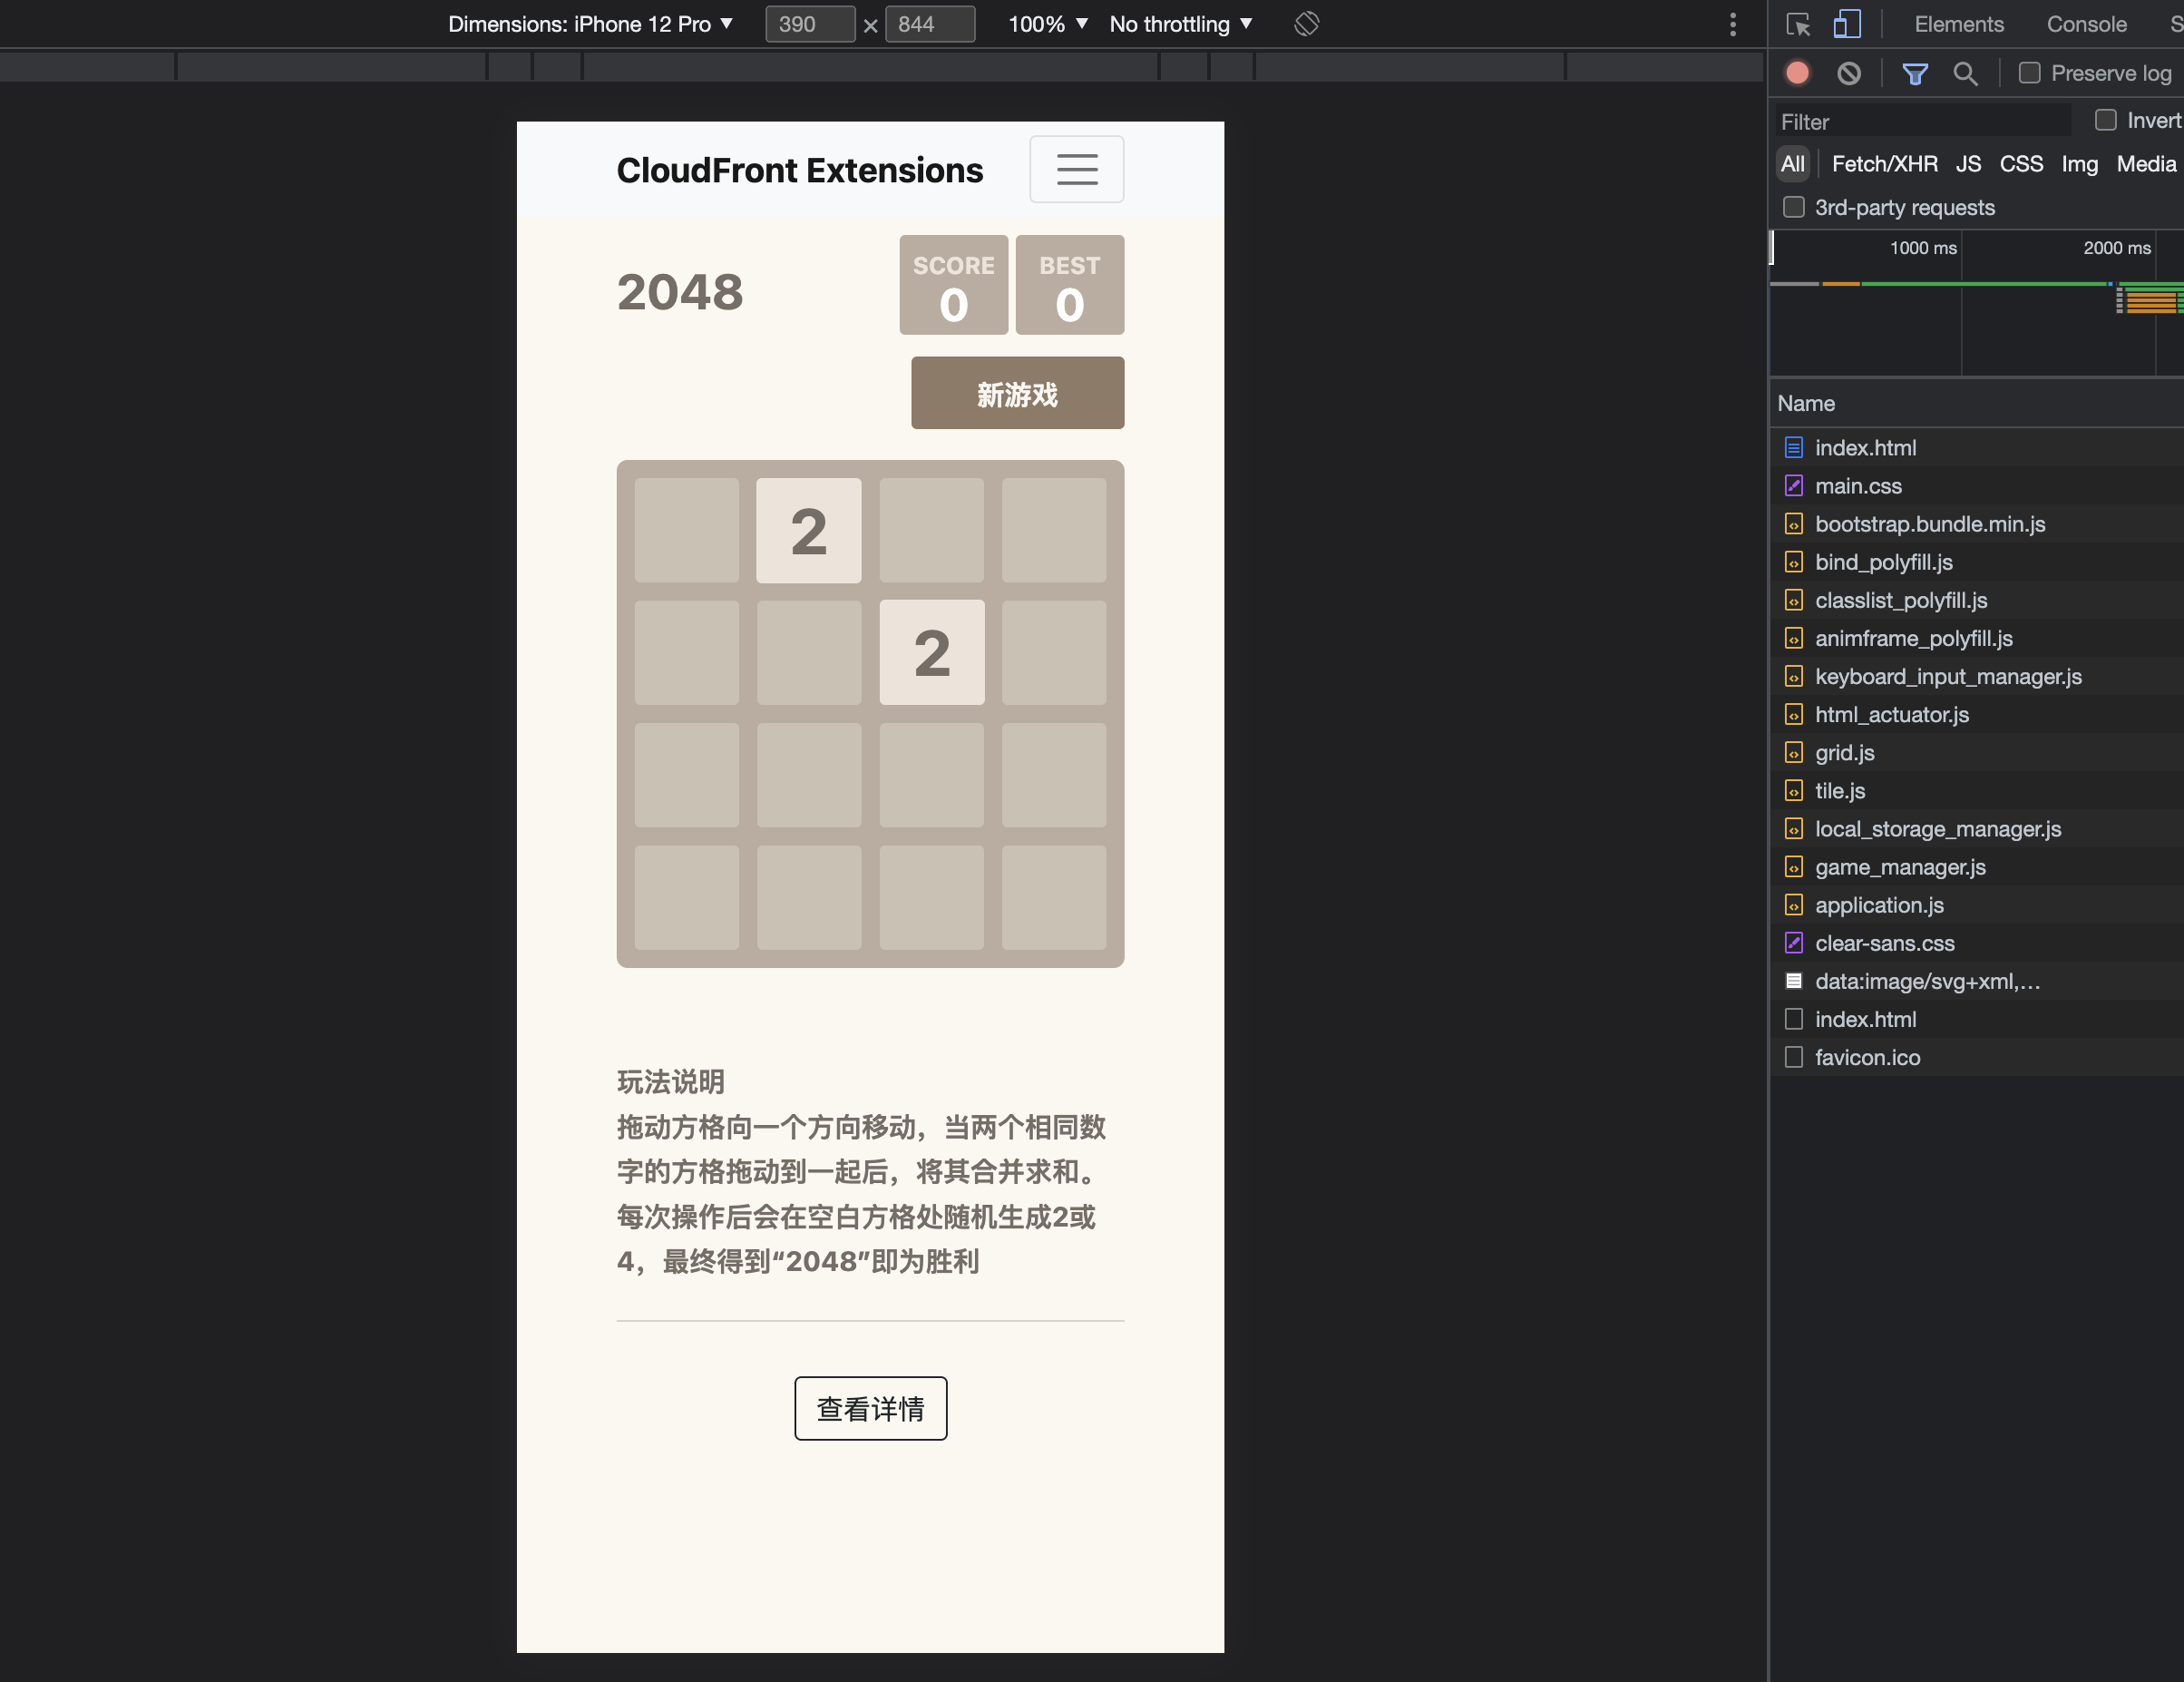 Dimensions: iPhone 12 Pro ▼ 390 × 844 100% ▼ No throttling ▼
CloudFront Extensions
2048
SCORE
0
BEST
0
新游戏
2
2
玩法说明
拖动方格向一个方向移动，当两个相同数
字的方格拖动到一起后，将其合并求和。
每次操作后会在空白方格处随机生成2或
4，最终得到“2048”即为胜利
查看详情
Elements Console S
Preserve log
Filter Invert
All Fetch/XHR JS CSS Img Media
3rd-party requests
1000 ms 2000 ms
Name
index.html
main.css
bootstrap.bundle.min.js
bind_polyfill.js
classlist_polyfill.js
animframe_polyfill.js
keyboard_input_manager.js
html_actuator.js
grid.js
tile.js
local_storage_manager.js
game_manager.js
application.js
clear-sans.css
data:image/svg+xml,…
index.html
favicon.ico